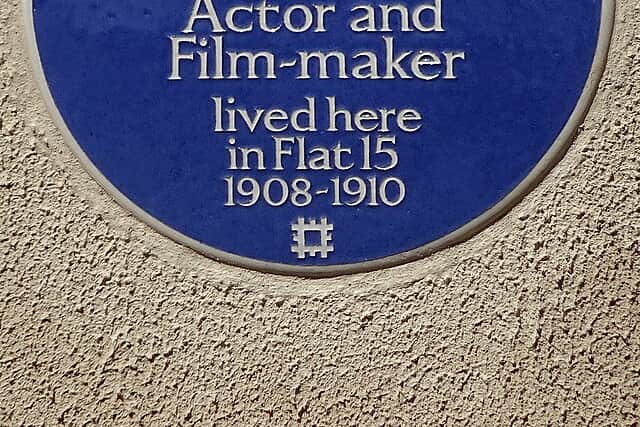 Actor and
Film-maker
lived here
in Flat 15
1908-1910